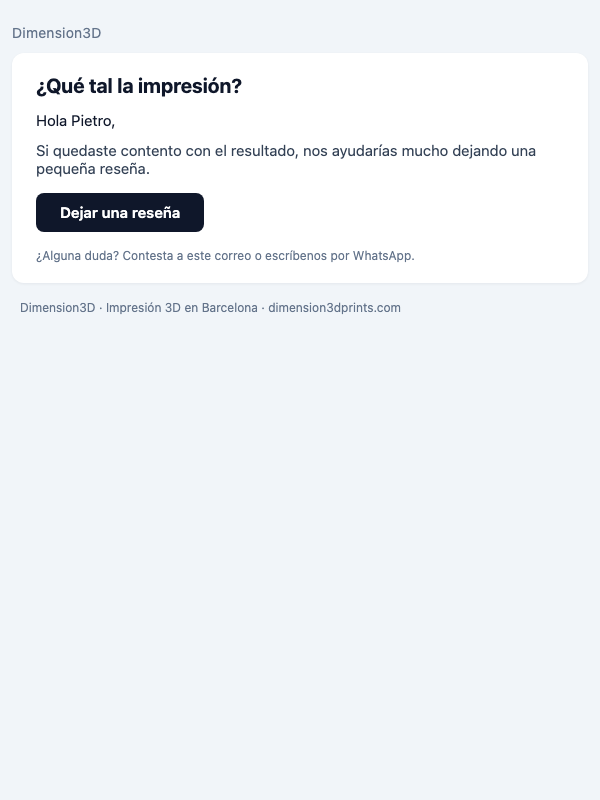 Dimension3D
¿Qué tal la impresión?
Hola Pietro,
Si quedaste contento con el resultado, nos ayudarías mucho dejando una
pequeña reseña.
Dejar una reseña
¿Alguna duda? Contesta a este correo o escríbenos por WhatsApp.
Dimension3D · Impresión 3D en Barcelona · dimension3dprints.com